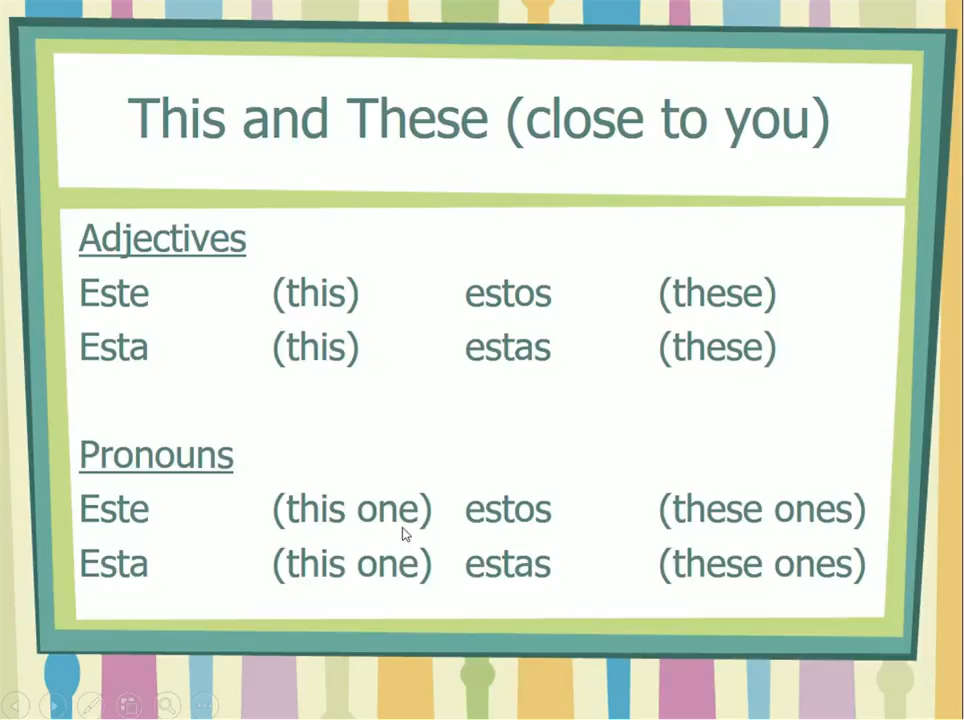 This and These (close to you)
Adjectives
Este (this) estos (these)
Esta (this) estas (these)
Pronouns
Este (this one) estos (these ones)
Esta (this one) estas (these ones)